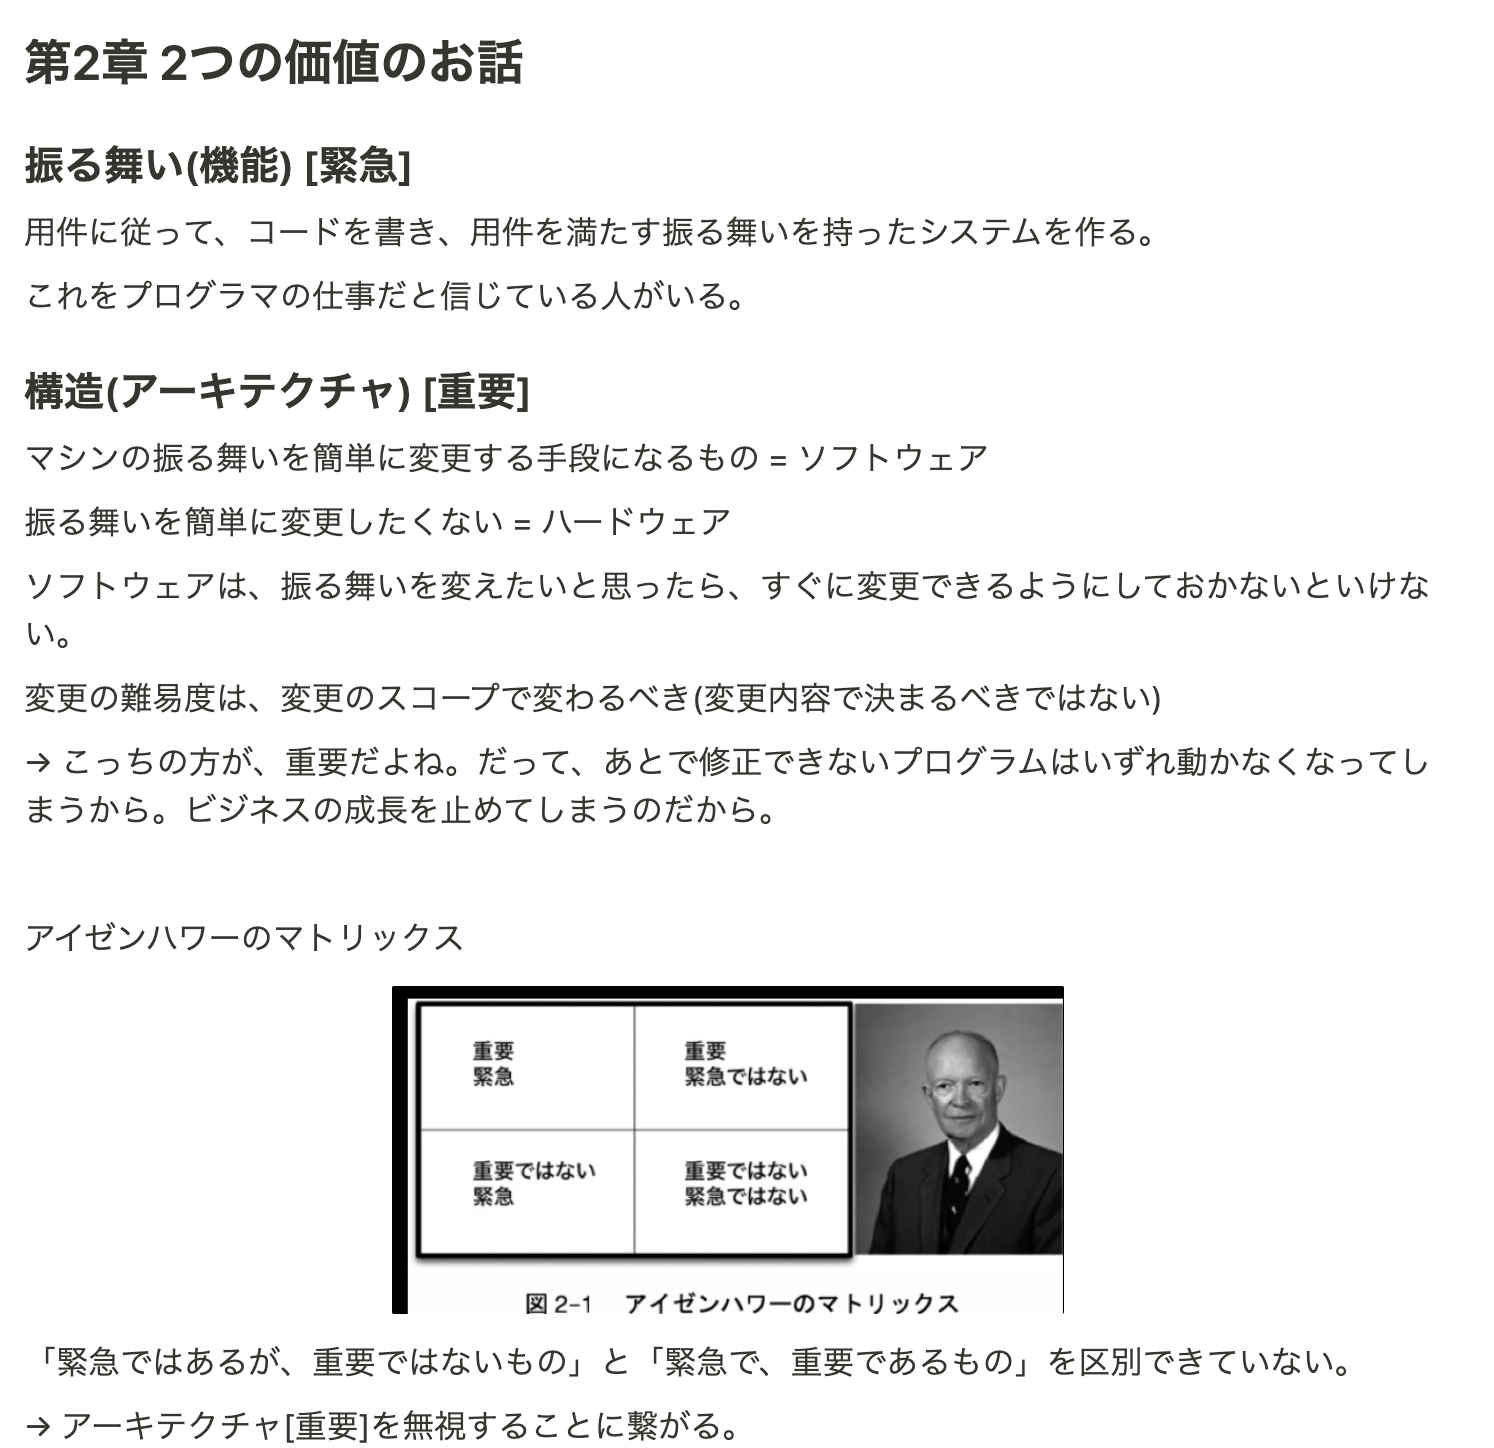 第2章 2つの価値のお話
振る舞い(機能) [緊急]
用件に従って、コードを書き、用件を満たす振る舞いを持ったシステムを作る。
これをプログラマの仕事だと信じている人がいる。
構造(アーキテクチャ) [重要]
マシンの振る舞いを簡単に変更する手段になるもの = ソフトウェア
振る舞いを簡単に変更したくない = ハードウェア
ソフトウェアは、振る舞いを変えたいと思ったら、すぐに変更できるようにしておかないといけな
い。
変更の難易度は、変更のスコープで変わるべき(変更内容で決まるべきではない)
→ こっちの方が、重要だよね。だって、あとで修正できないプログラムはいずれ動かなくなってし
まうから。ビジネスの成長を止めてしまうのだから。
アイゼンハワーのマトリックス
重要
緊急
重要
緊急ではない
重要ではない
緊急
重要ではない
緊急ではない
図 2-1 アイゼンハワーのマトリックス
「緊急ではあるが、重要ではないもの」と「緊急で、重要であるもの」を区別できていない。
→ アーキテクチャ[重要]を無視することに繋がる。